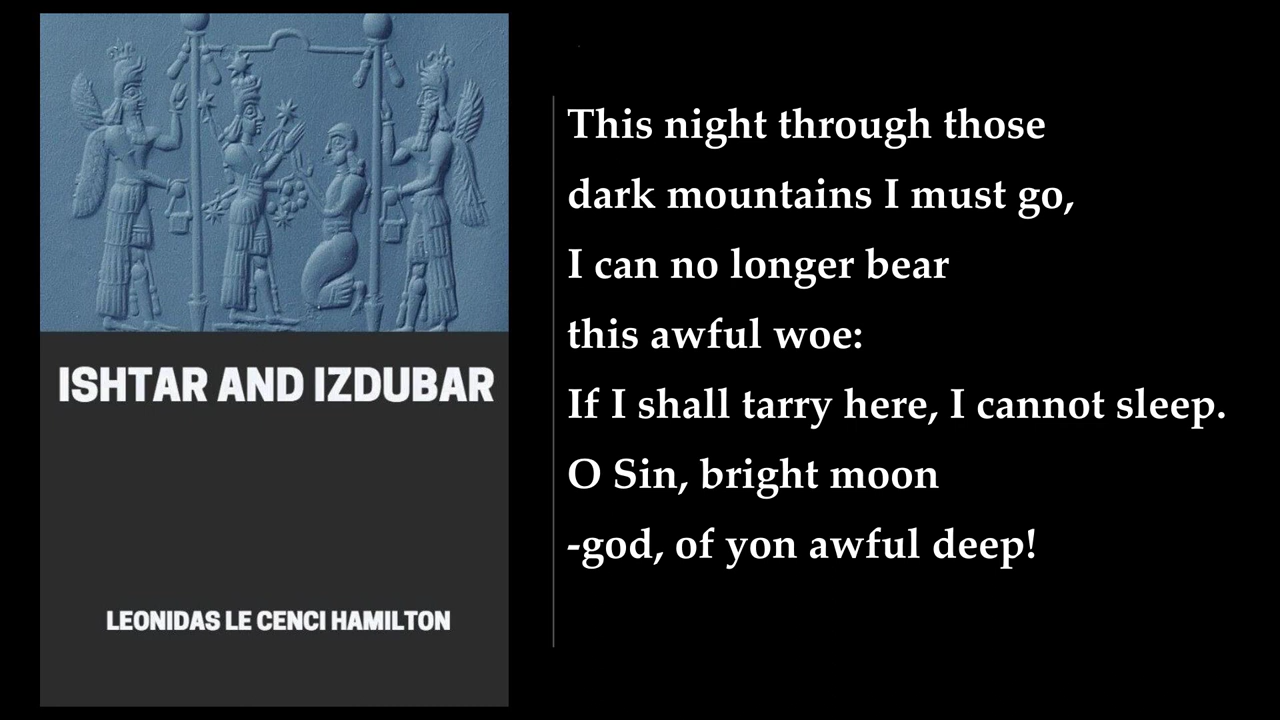 ISHTAR AND IZDUBAR
LEONIDAS LE CENCI HAMILTON
This night through those
dark mountains I must go,
I can no longer bear
this awful woe:
If I shall tarry here, I cannot sleep.
O Sin, bright moon
-god, of yon awful deep!